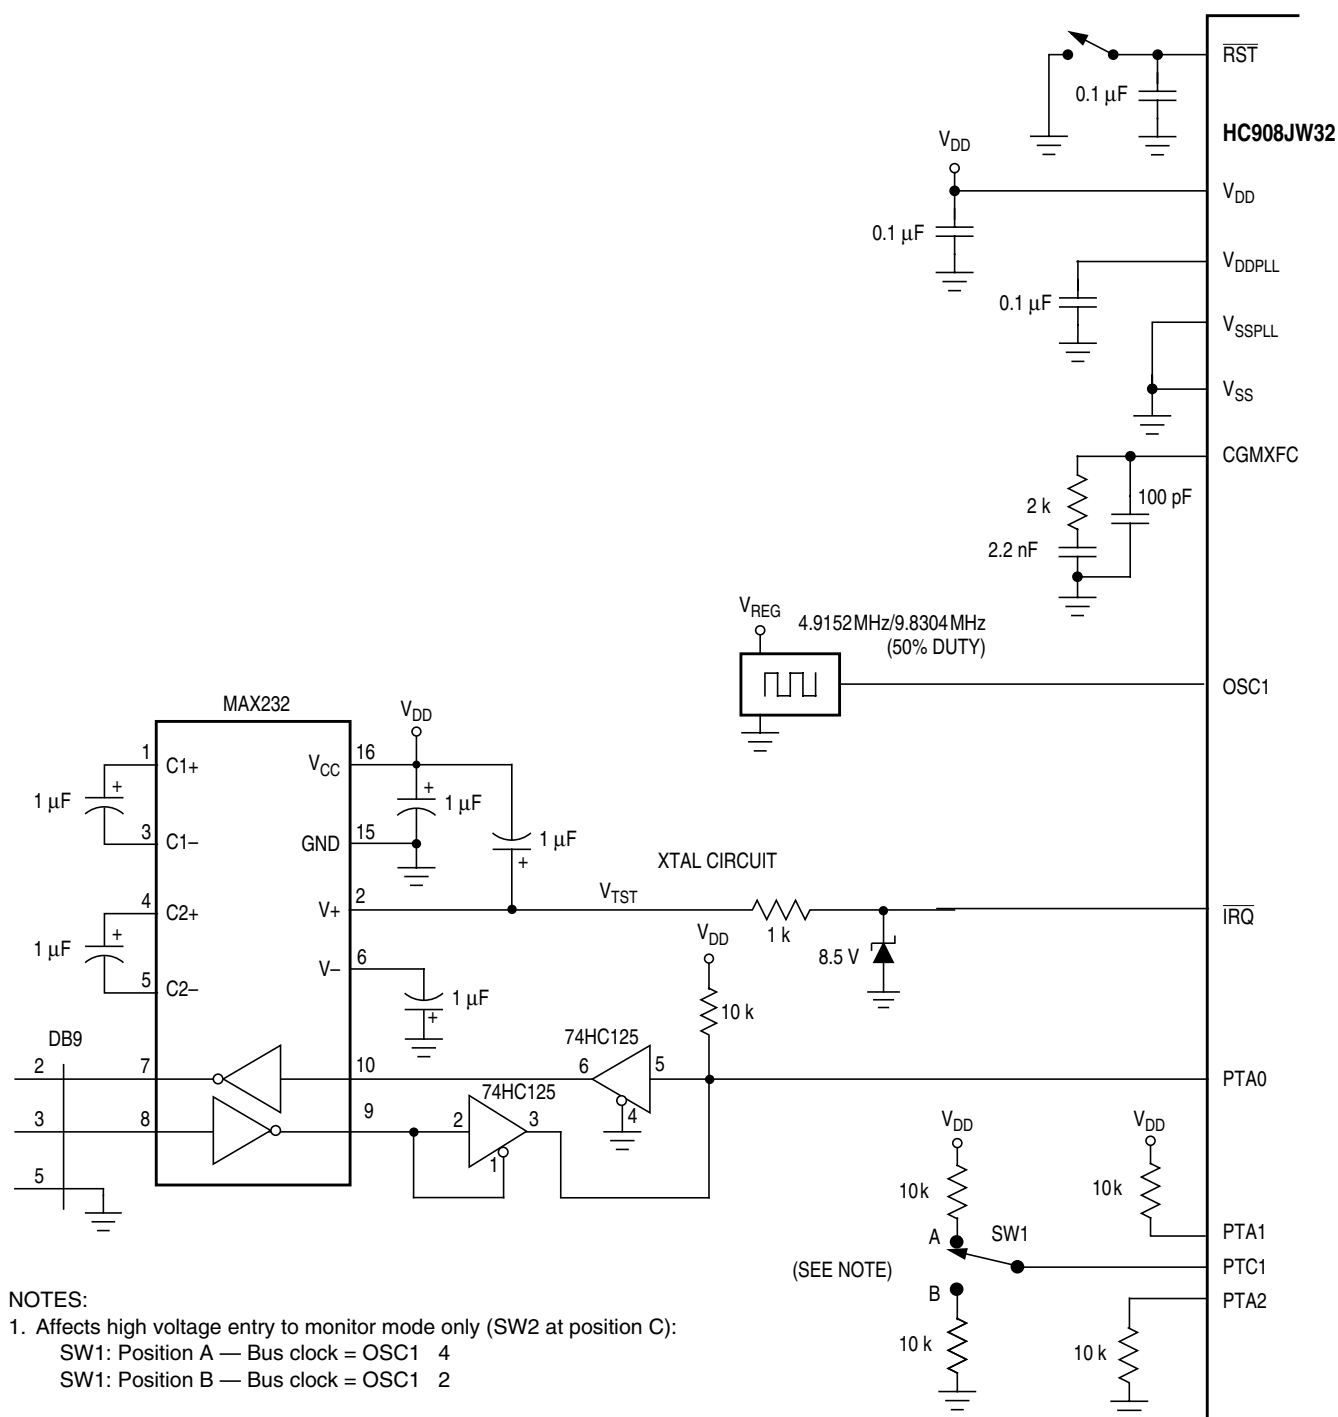 RST
0.1 µF
HC908JW32
VDD
VDD
0.1 µF
VDDPLL
0.1 µF
VSSPLL
VSS
CGMXFC
2 k
100 pF
2.2 nF
VREG
4.9152MHz/9.8304MHz
(50% DUTY)
OSC1
MAX232
VDD
1
C1+
VCC
16
1 µF
+
+
1 µF
3
C1–
GND
15
1 µF
+
XTAL CIRCUIT
4
C2+
V+
2
VTST
1 k
IRQ
1 µF
+
VDD
8.5 V
V–
6
5
C2–
1 µF
+
10 k
DB9
74HC125
2
7
10
6
5
4
PTA0
74HC125
3
8
9
2
3
1
5
VDD
VDD
10k
10k
A
SW1
PTA1
(SEE NOTE)
PTC1
B
PTA2
10 k
10 k
NOTES:
1. Affects high voltage entry to monitor mode only (SW2 at position C):
SW1: Position A — Bus clock = OSC1 4
SW1: Position B — Bus clock = OSC1 2